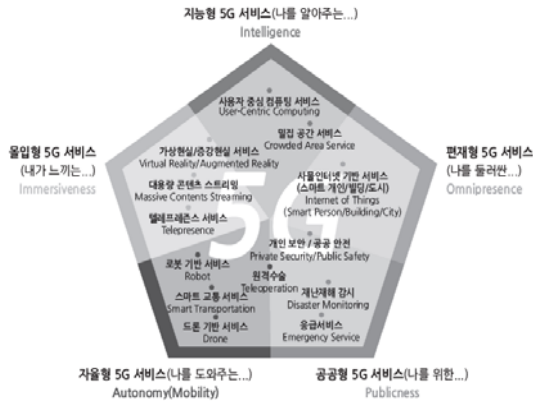 지능형 5G 서비스(나를 알아주는...)
Intelligence
사용자 중심 컴퓨팅 서비스
User-Centric Computing
밀집 공간 서비스
Crowded Area Service
몰입형 5G 서비스
(내가 느끼는...)
Immersiveness
가상현실/증강현실 서비스
Virtual Reality/Augmented Reality
대용량 콘텐츠 스트리밍
Massive Contents Streaming
텔레프레즌스 서비스
Telepresence
편재형 5G 서비스
(나를 둘러싼...)
Omnipresence
사물인터넷 기반 서비스
(스마트 개인/빌딩/도시)
Internet of Things
(Smart Person/Building/City)
5G
개인 보안 / 공공 안전
Private Security/Public Safety
로봇 기반 서비스
Robot
원격수술
Teleoperation
스마트 교통 서비스
Smart Transportation
드론 기반 서비스
Drone
재난재해 감시
Disaster Monitoring
응급서비스
Emergency Service
자율형 5G 서비스(나를 도와주는...)
Autonomy(Mobility)
공공형 5G 서비스(나를 위한...)
Publicness